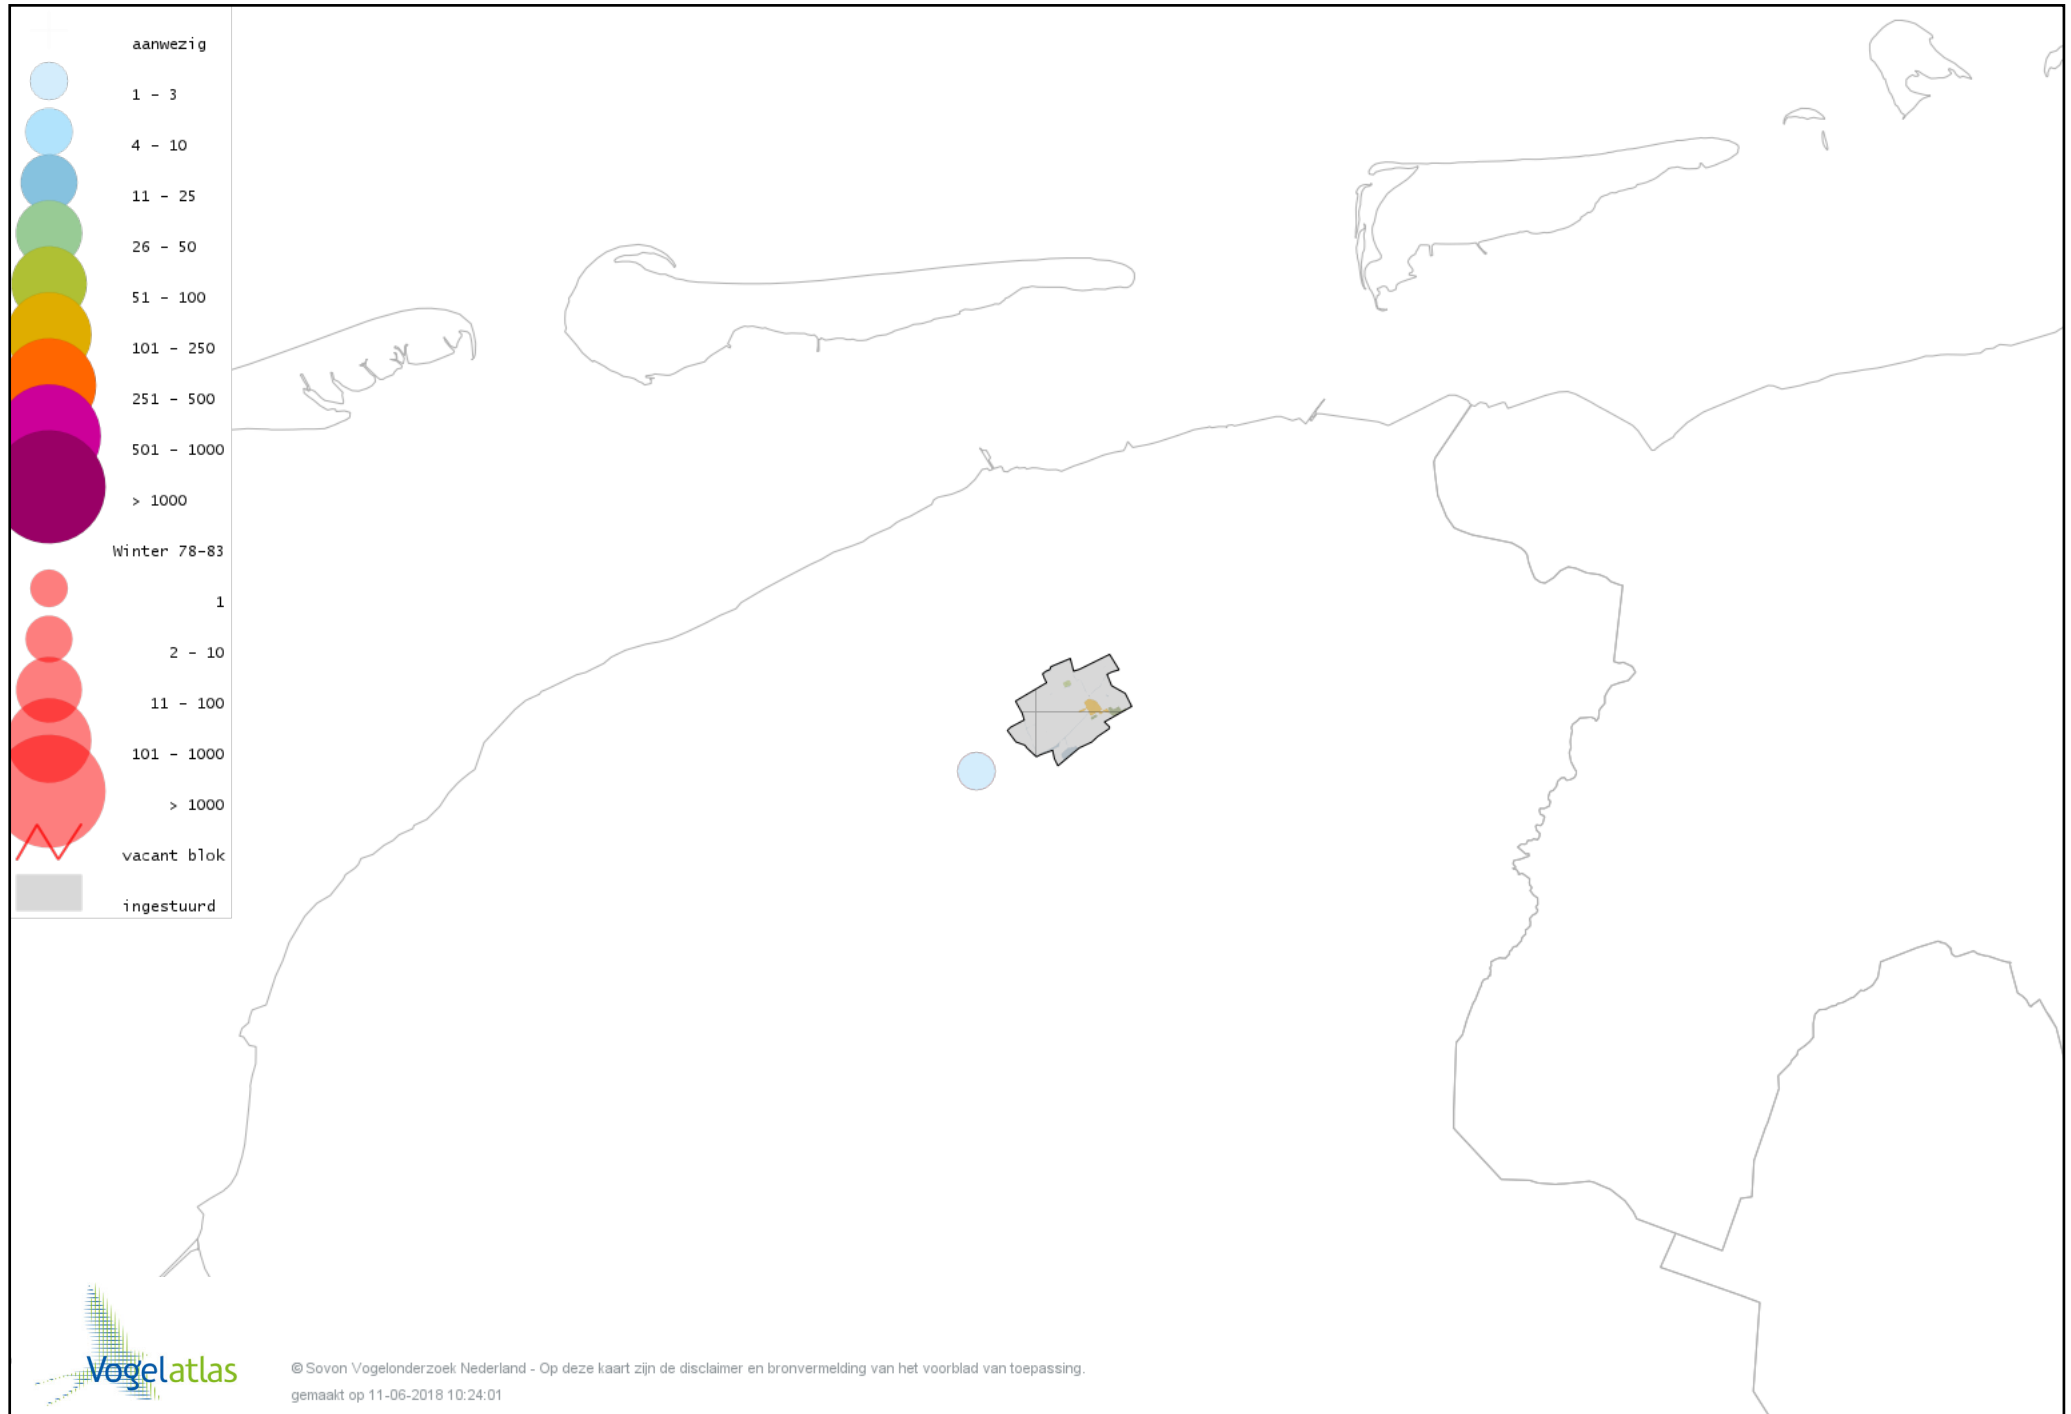 aanwezig
1 - 3
4 - 10
11 - 25
26 - 50
51 - 100
101 - 250
251 - 500
501 - 1000
> 1000
Winter 78-83
1
2 - 10
11 - 100
101 - 1000
> 1000
vacant blok
ingestuurd
Vogelatlas
© Sovon Vogelonderzoek Nederland - Op deze kaart zijn de disclaimer en bronvermelding van het voorblad van toepassing.
gemaakt op 11-06-2018 10:24:01